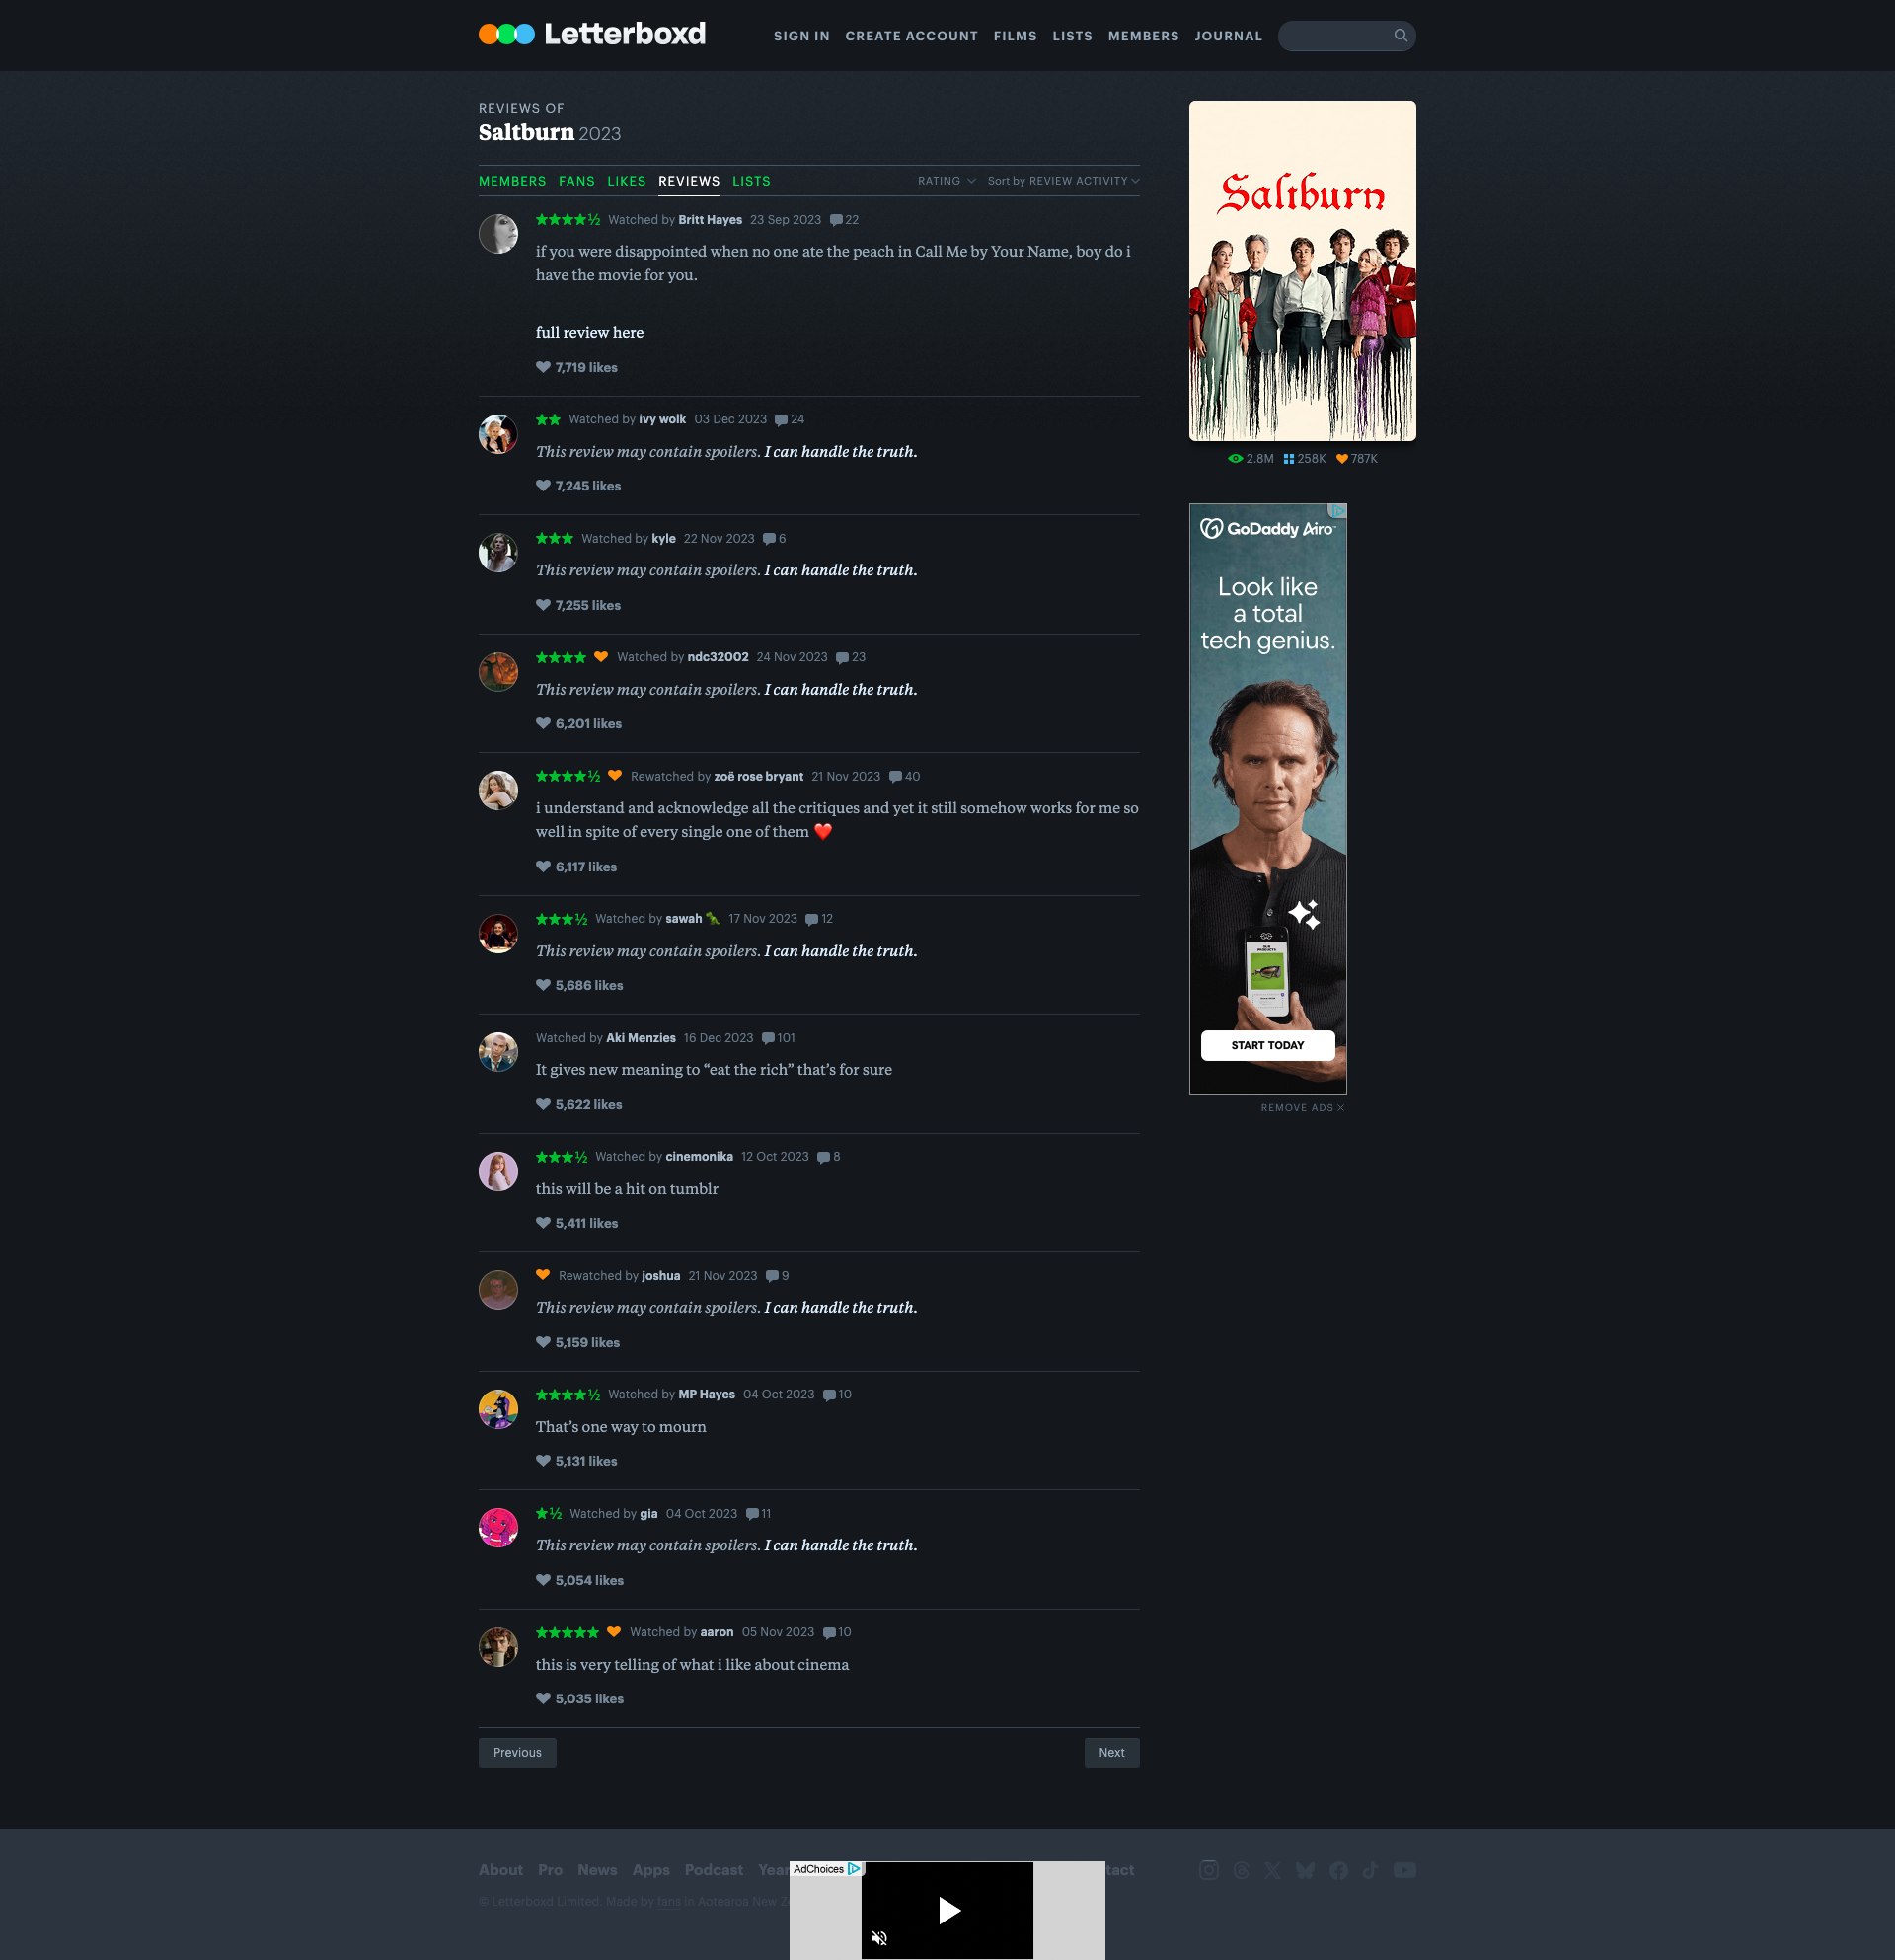 Letterboxd
SIGN IN CREATE ACCOUNT FILMS LISTS MEMBERS JOURNAL
REVIEWS OF
Saltburn 2023
MEMBERS FANS LIKES REVIEWS LISTS
RATING Sort by REVIEW ACTIVITY
★★★★½ Watched by Britt Hayes 23 Sep 2023 22
if you were disappointed when no one ate the peach in Call Me by Your Name, boy do i
have the movie for you.
full review here
7,719 likes
★★ Watched by ivy wolk 03 Dec 2023 24
This review may contain spoilers. I can handle the truth.
7,245 likes
★★★ Watched by kyle 22 Nov 2023 6
This review may contain spoilers. I can handle the truth.
7,255 likes
★★★★ Watched by ndc32002 24 Nov 2023 23
This review may contain spoilers. I can handle the truth.
6,201 likes
★★★★½ Rewatched by zoë rose bryant 21 Nov 2023 40
i understand and acknowledge all the critiques and yet it still somehow works for me so
well in spite of every single one of them ❤️
6,117 likes
★★★½ Watched by sawah 🦖 17 Nov 2023 12
This review may contain spoilers. I can handle the truth.
5,686 likes
Watched by Aki Menzies 16 Dec 2023 101
It gives new meaning to “eat the rich” that’s for sure
5,622 likes
★★★½ Watched by cinemonika 12 Oct 2023 8
this will be a hit on tumblr
5,411 likes
Rewatched by joshua 21 Nov 2023 9
This review may contain spoilers. I can handle the truth.
5,159 likes
★★★★½ Watched by MP Hayes 04 Oct 2023 10
That’s one way to mourn
5,131 likes
★½ Watched by gia 04 Oct 2023 11
This review may contain spoilers. I can handle the truth.
5,054 likes
★★★★★ Watched by aaron 05 Nov 2023 10
this is very telling of what i like about cinema
5,035 likes
Previous Next
Saltburn
2.8M 258K 787K
GoDaddy Airo
Look like
a total
tech genius.
START TODAY
REMOVE ADS
About Pro News Apps Podcast
© Letterboxd Limited. Made by fans in Aotearoa New
AdChoices